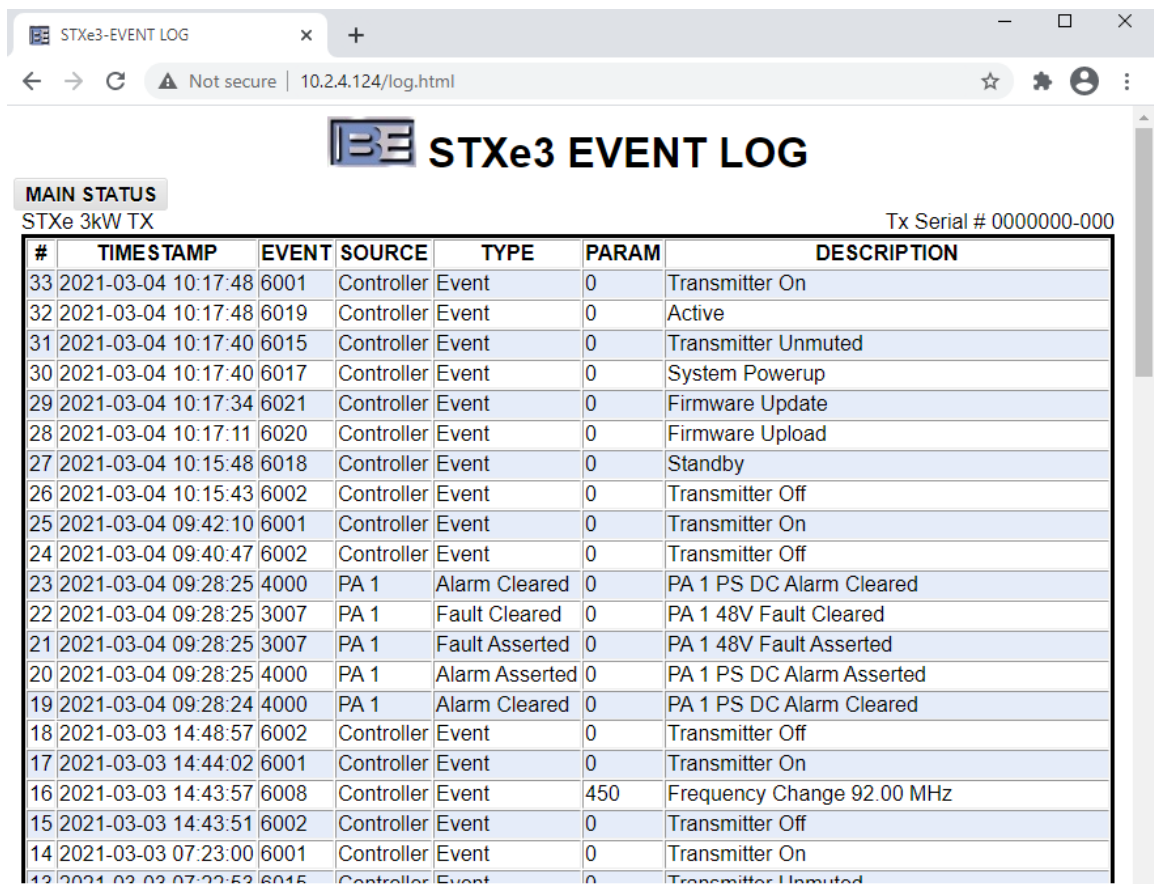 STXe3-EVENT LOG
Not secure | 10.2.4.124/log.html
BE STXe3 EVENT LOG
MAIN STATUS
STXe 3kW TX Tx Serial # 0000000-000
# TIMESTAMP EVENT SOURCE TYPE PARAM DESCRIPTION
33 2021-03-04 10:17:48 6001 Controller Event 0 Transmitter On
32 2021-03-04 10:17:48 6019 Controller Event 0 Active
31 2021-03-04 10:17:40 6015 Controller Event 0 Transmitter Unmuted
30 2021-03-04 10:17:40 6017 Controller Event 0 System Powerup
29 2021-03-04 10:17:34 6021 Controller Event 0 Firmware Update
28 2021-03-04 10:17:11 6020 Controller Event 0 Firmware Upload
27 2021-03-04 10:15:48 6018 Controller Event 0 Standby
26 2021-03-04 10:15:43 6002 Controller Event 0 Transmitter Off
25 2021-03-04 09:42:10 6001 Controller Event 0 Transmitter On
24 2021-03-04 09:40:47 6002 Controller Event 0 Transmitter Off
23 2021-03-04 09:28:25 4000 PA 1 Alarm Cleared 0 PA 1 PS DC Alarm Cleared
22 2021-03-04 09:28:25 3007 PA 1 Fault Cleared 0 PA 1 48V Fault Cleared
21 2021-03-04 09:28:25 3007 PA 1 Fault Asserted 0 PA 1 48V Fault Asserted
20 2021-03-04 09:28:25 4000 PA 1 Alarm Asserted 0 PA 1 PS DC Alarm Asserted
19 2021-03-04 09:28:24 4000 PA 1 Alarm Cleared 0 PA 1 PS DC Alarm Cleared
18 2021-03-03 14:48:57 6002 Controller Event 0 Transmitter Off
17 2021-03-03 14:44:02 6001 Controller Event 0 Transmitter On
16 2021-03-03 14:43:57 6008 Controller Event 450 Frequency Change 92.00 MHz
15 2021-03-03 14:43:51 6002 Controller Event 0 Transmitter Off
14 2021-03-03 07:23:00 6001 Controller Event 0 Transmitter On
13 2021-03-03 07:22:53 6015 Controller Event 0 Transmitter Unmuted